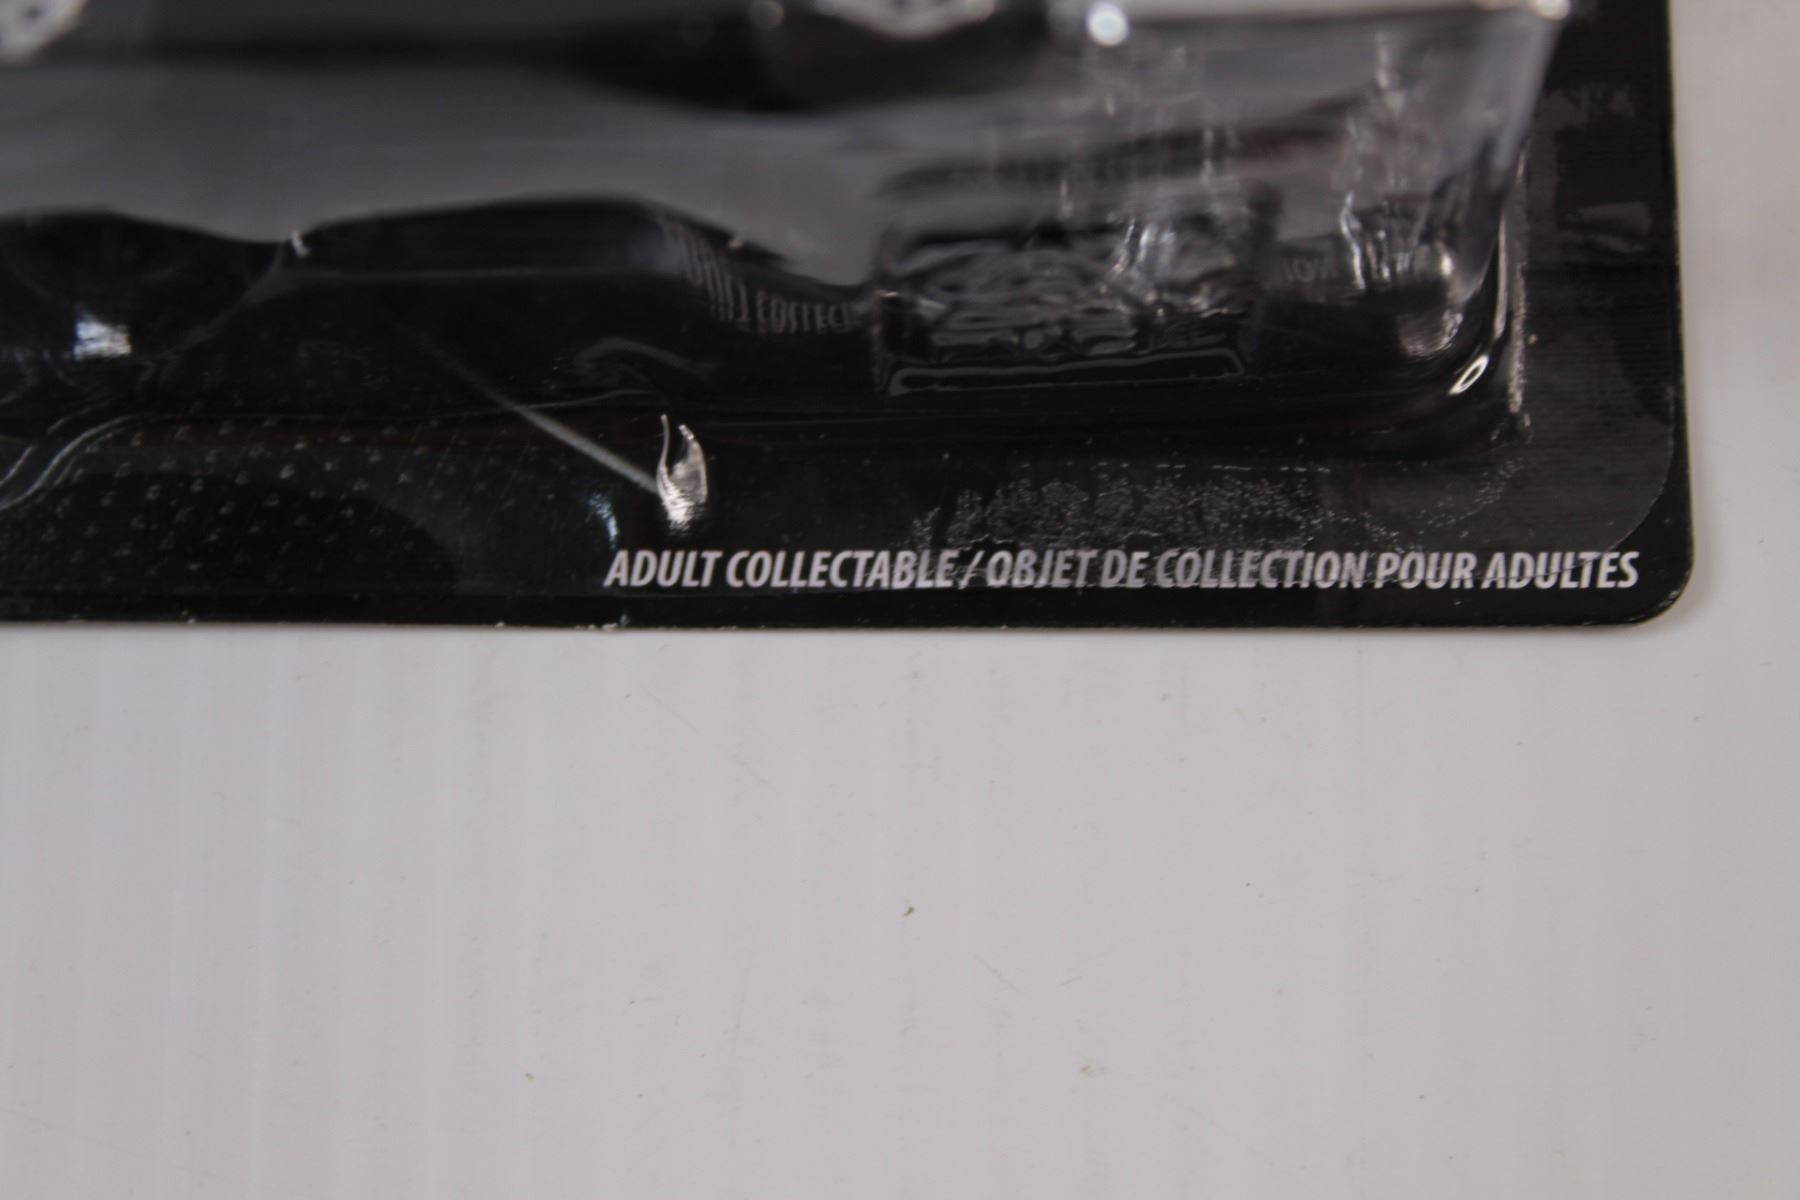 ADULT COLLECTABLE / OBJET DE COLLECTION POUR ADULTES